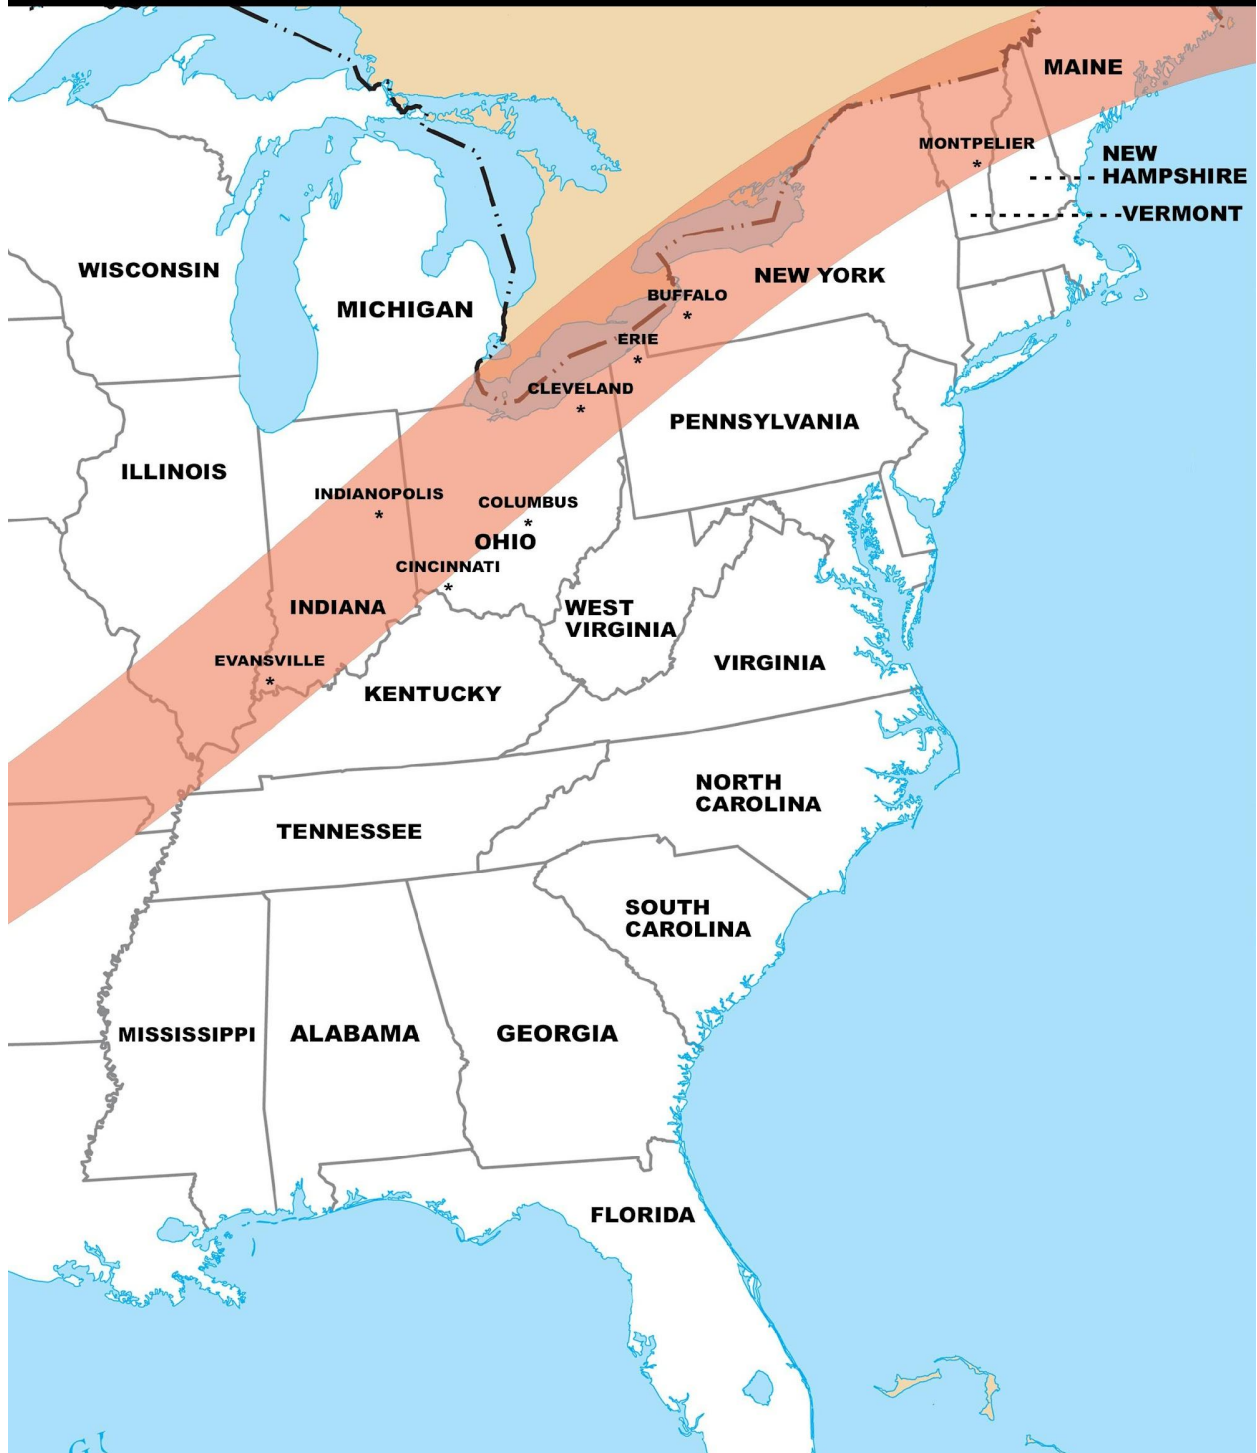 MAINE
MONTPELIER
*
NEW
HAMPSHIRE
VERMONT
WISCONSIN
MICHIGAN
NEW YORK
BUFFALO
*
ERIE
*
CLEVELAND
*
PENNSYLVANIA
ILLINOIS
INDIANOPOLIS
*
COLUMBUS
*
OHIO
CINCINNATI
*
INDIANA
WEST
VIRGINIA
EVANSVILLE
*
VIRGINIA
KENTUCKY
NORTH
CAROLINA
TENNESSEE
SOUTH
CAROLINA
MISSISSIPPI
ALABAMA
GEORGIA
FLORIDA